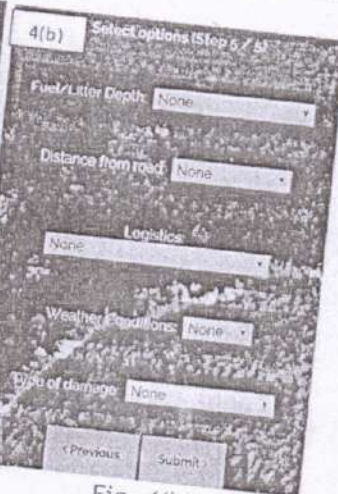 4(b)
Select options (Step 5 / 5)
Fuel/Litter Depth: None
Distance from road: None
Logistics:
None
Weather Conditions: None
Type of damage: None
< Previous
Submit >
Fig.